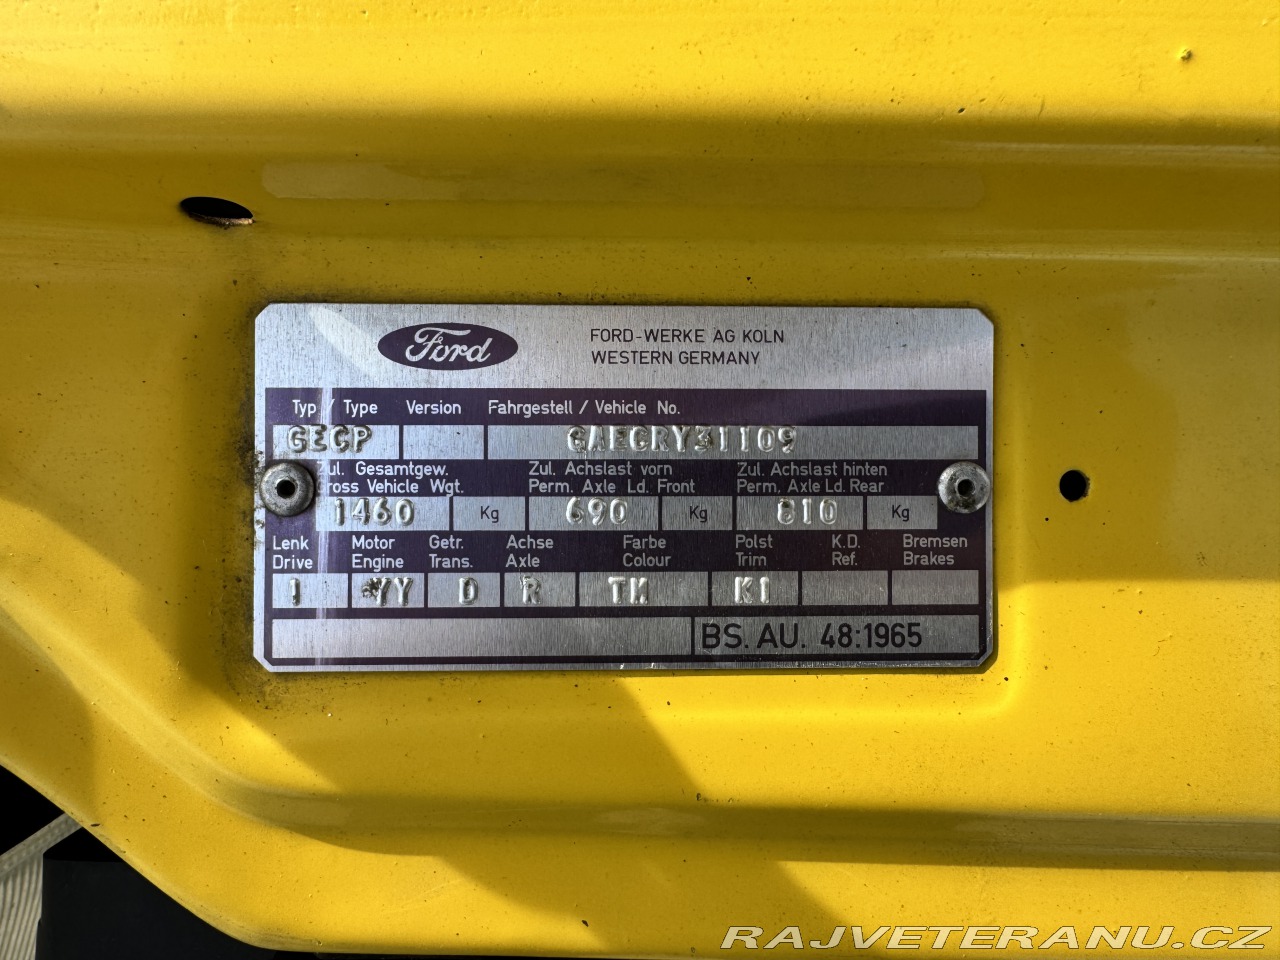 Ford
FORD-WERKE AG KOLN
WESTERN GERMANY
Typ / Type Version Fahrgestell / Vehicle No.
GECP GAECRY31109
Zul. Gesamtgew. Zul. Achslast vorn Zul. Achslast hinten
Gross Vehicle Wgt. Perm. Axle Ld. Front Perm. Axle Ld. Rear
1460 Kg 690 Kg 810 Kg
Lenk Motor Getr. Achse Farbe Polst K.D. Bremsen
Drive Engine Trans. Axle Colour Trim Ref. Brakes
1 YY D R TM K1
BS. AU. 48:1965
RAJVETERANU.CZ